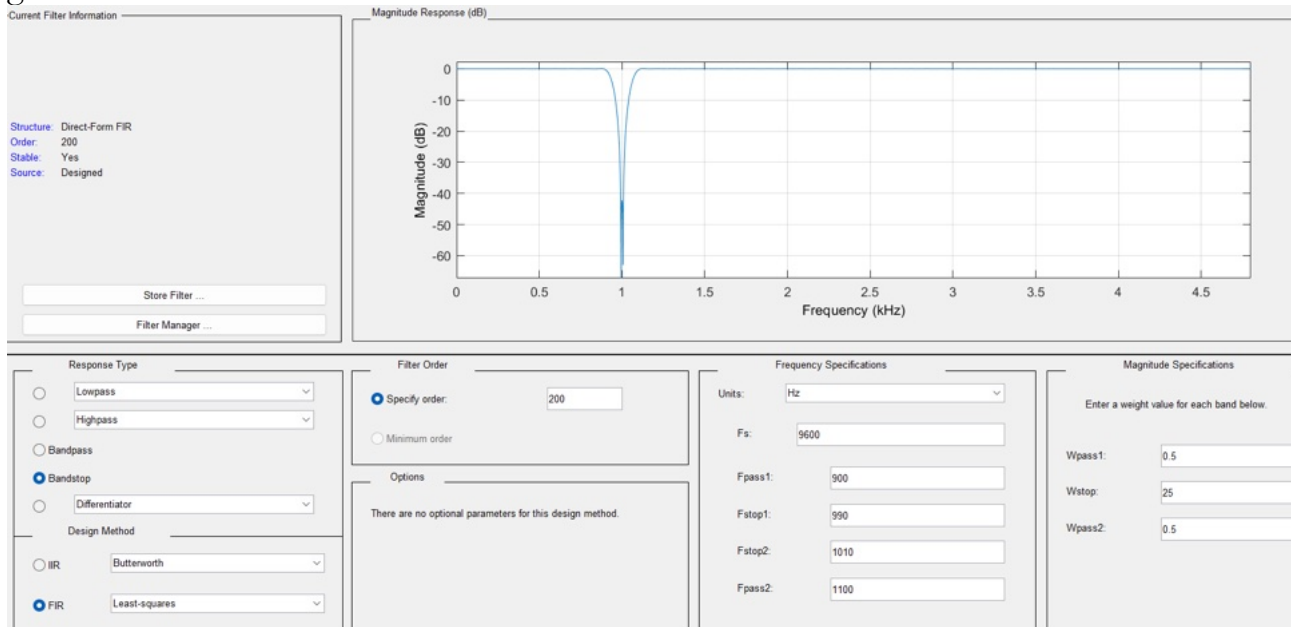 Current Filter Information
Structure: Direct-Form FIR
Order: 200
Stable: Yes
Source: Designed
Store Filter ...
Filter Manager ...
Magnitude Response (dB)
Magnitude (dB)
0
-10
-20
-30
-40
-50
-60
0 0.5 1 1.5 2 2.5 3 3.5 4 4.5
Frequency (kHz)
Response Type
Lowpass
Highpass
Bandpass
Bandstop
Differentiator
Design Method
IIR Butterworth
FIR Least-squares
Filter Order
Specify order: 200
Minimum order
Options
There are no optional parameters for this design method.
Frequency Specifications
Units: Hz
Fs: 9600
Fpass1: 900
Fstop1: 990
Fstop2: 1010
Fpass2: 1100
Magnitude Specifications
Enter a weight value for each band below.
Wpass1: 0.5
Wstop: 25
Wpass2: 0.5